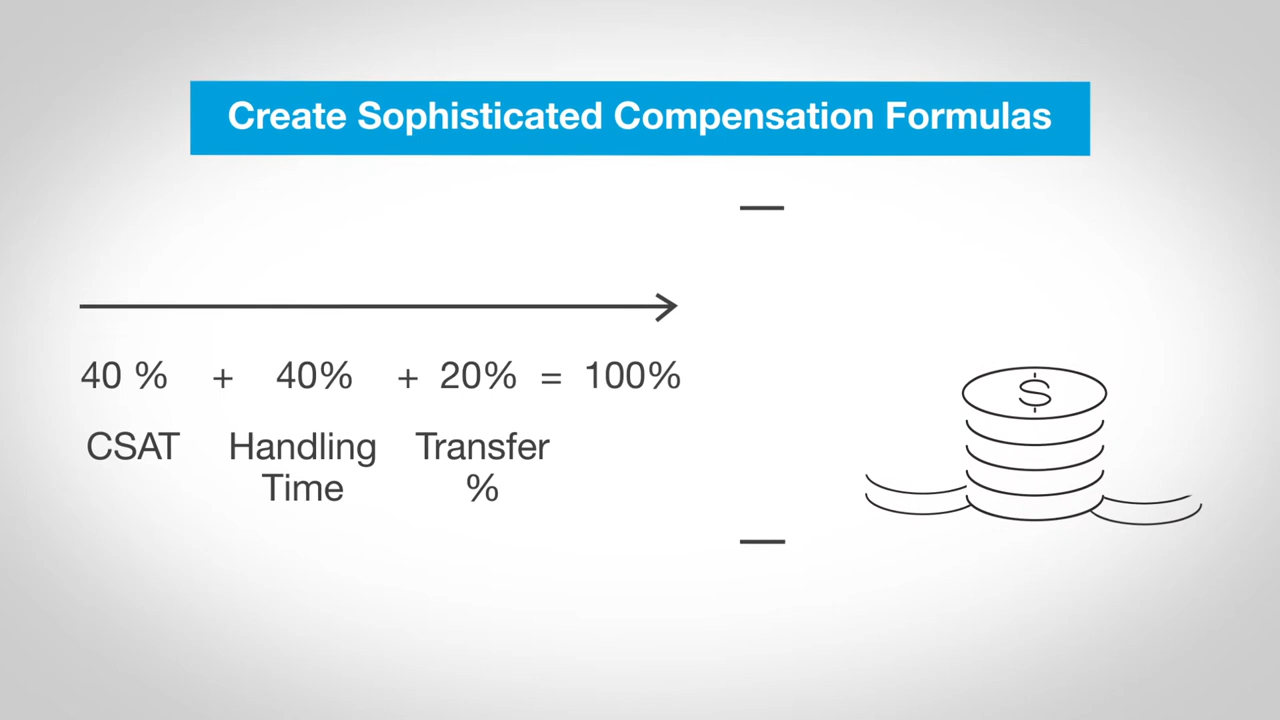 Create Sophisticated Compensation Formulas
40 % + 40% + 20% = 100%
CSAT Handling Transfer
Time %
$